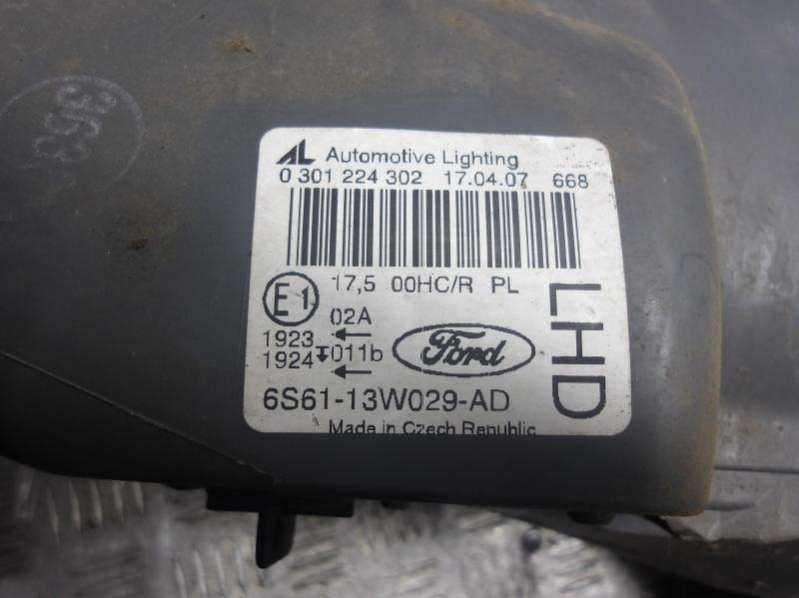 AL Automotive Lighting
0 301 224 302 17.04.07 668
17,5 00HC/R PL
E1
02A
1923
1924 011b
Ford
6S61-13W029-AD
Made in Czech Republic
LHD